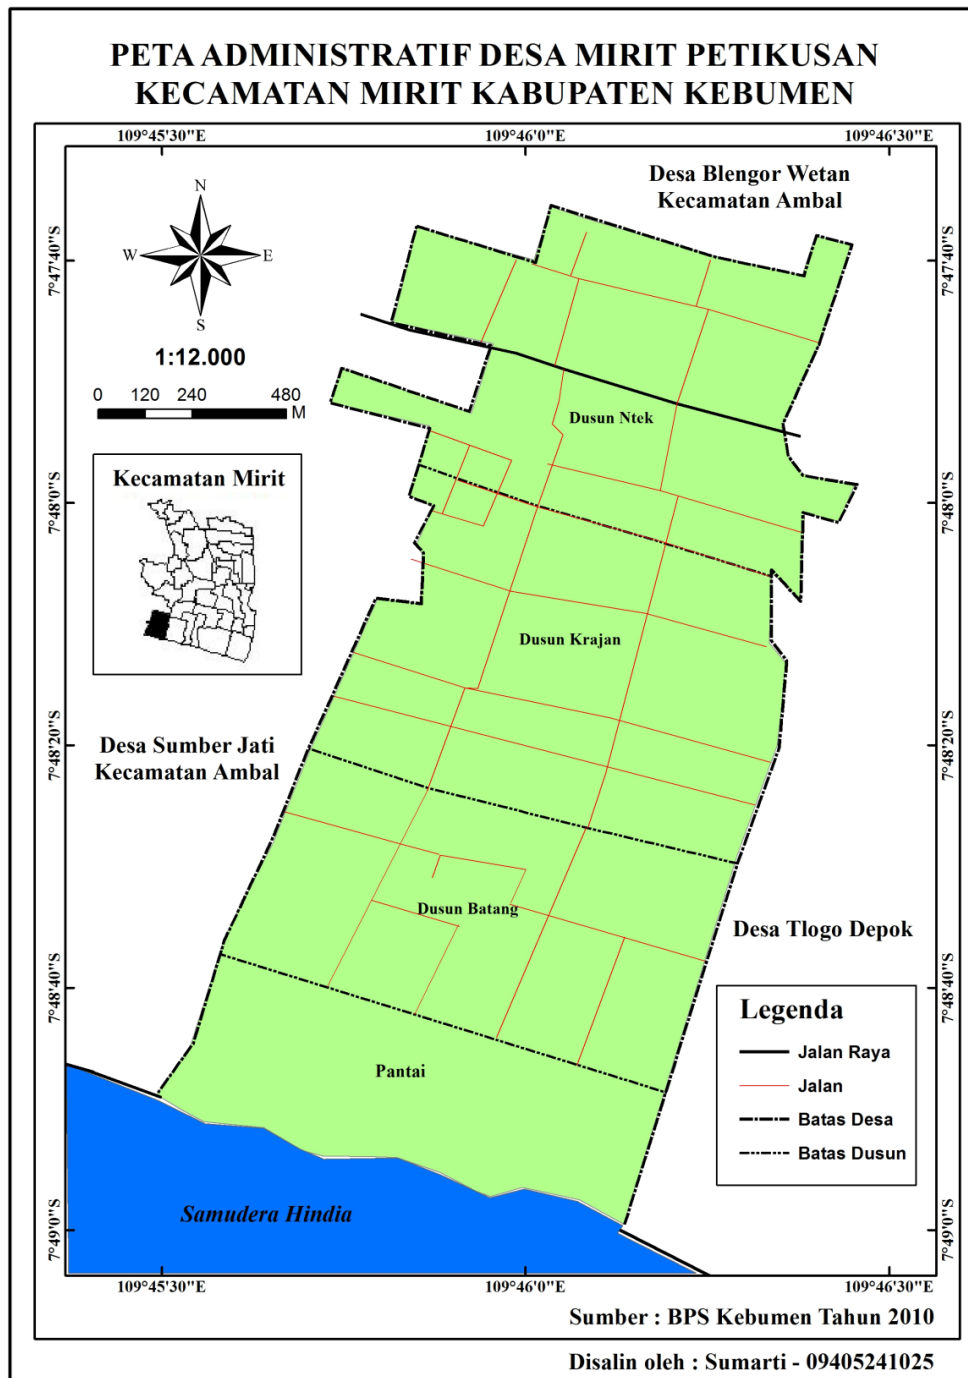 PETA ADMINISTRATIF DESA MIRIT PETIKUSAN
KECAMATAN MIRIT KABUPATEN KEBUMEN
109°45'30"E 109°46'0"E 109°46'30"E
Desa Blengor Wetan
Kecamatan Ambal
N
W E
S
7°47'40"S 7°47'40"S
1:12.000
0 120 240 480
M
Dusun Ntek
Kecamatan Mirit
7°48'0"S 7°48'0"S
Dusun Krajan
Desa Sumber Jati
Kecamatan Ambal
7°48'20"S 7°48'20"S
Dusun Batang
Desa Tlogo Depok
7°48'40"S 7°48'40"S
Legenda
Jalan Raya
Jalan
Batas Desa
Batas Dusun
Pantai
Samudera Hindia
7°49'0"S 7°49'0"S
109°45'30"E 109°46'0"E 109°46'30"E
Sumber : BPS Kebumen Tahun 2010
Disalin oleh : Sumarti - 09405241025